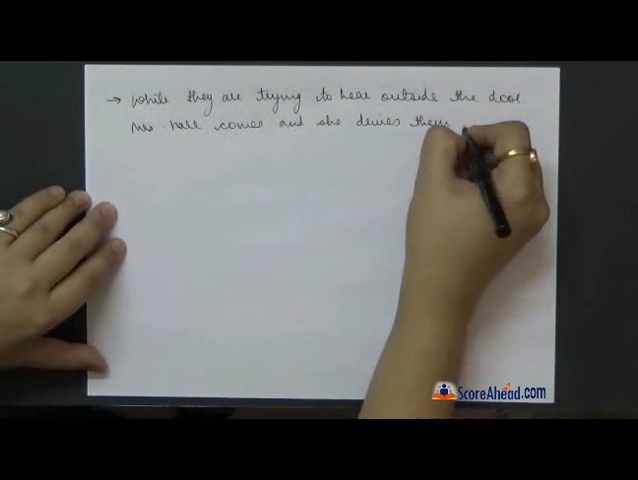 → while they are trying to hear outside the door
Mrs. Hall comes and she denies them
ScoreAhead.com